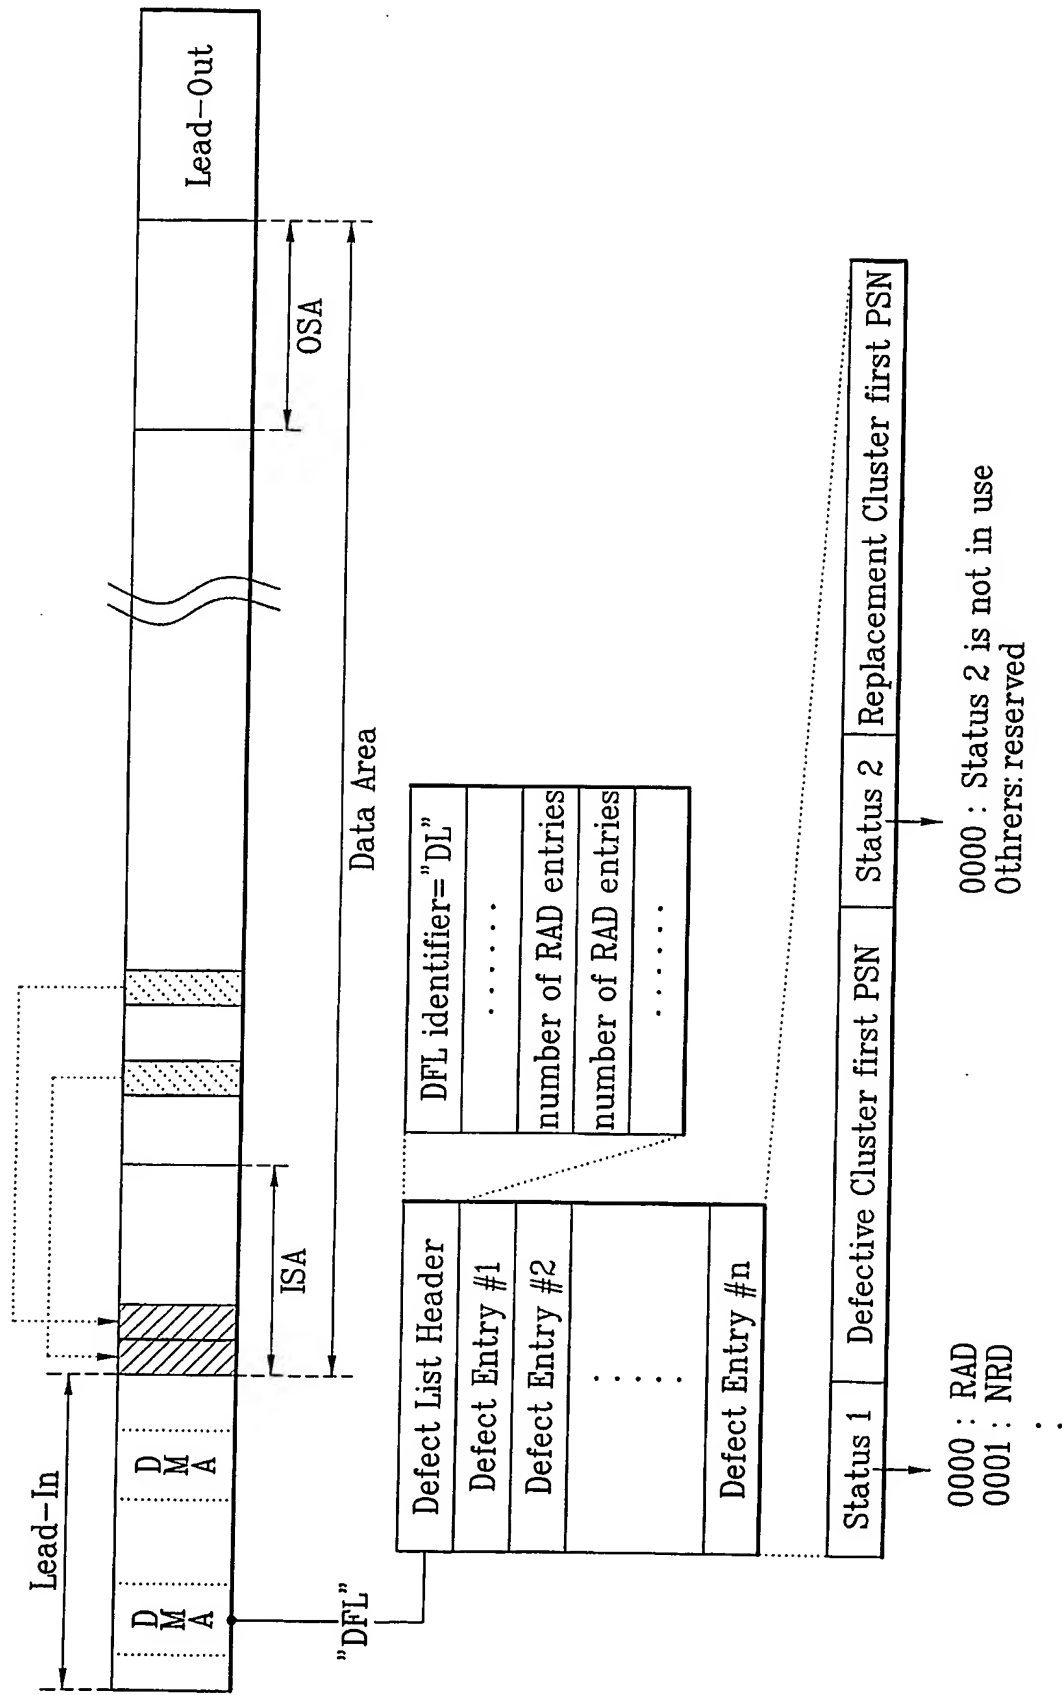 Lead-In
DMA
DMA
Lead-Out
ISA
OSA
Data Area
"DFL"
Defect List Header
Defect Entry #1
Defect Entry #2
.....
Defect Entry #n
DFL identifier="DL"
......
number of RAD entries
number of RAD entries
......
Status 1
Defective Cluster first PSN
Status 2
Replacement Cluster first PSN
0000 : RAD
0001 : NRD
:
0000 : Status 2 is not in use
Othrers:reserved